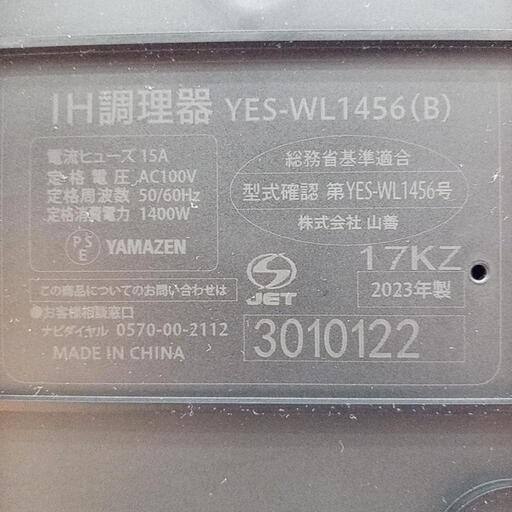 IH調理器 YES-WL1456(B)
電流ヒューズ 15A
定格電圧 AC100V
定格周波数 50/60Hz
定格消費電力 1400W
PSE YAMAZEN
総務省基準適合
型式確認 第YES-WL1456号
株式会社 山善
JET
17KZ
2023年製
この商品についてのお問い合わせは
●お客様相談窓口
ナビダイヤル 0570-00-2112
MADE IN CHINA
3010122